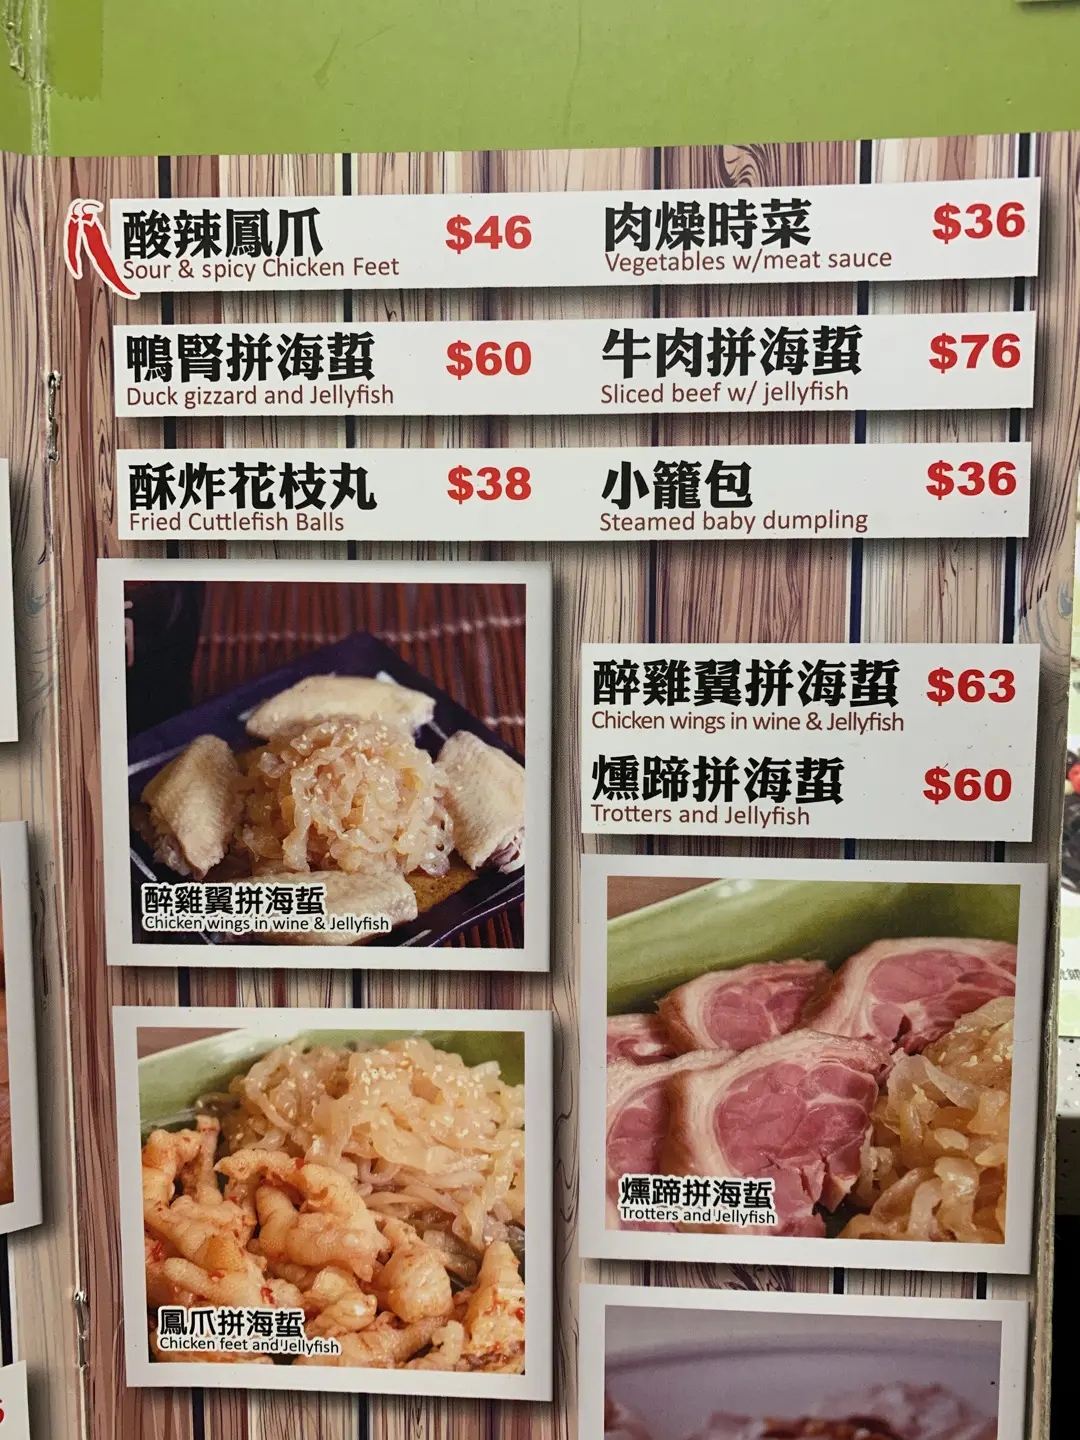 酸辣鳳爪 $46
Sour & spicy Chicken Feet
肉燥時菜 $36
Vegetables w/meat sauce
鴨腎拼海蜇 $60
Duck gizzard and Jellyfish
牛肉拼海蜇 $76
Sliced beef w/ jellyfish
酥炸花枝丸 $38
Fried Cuttlefish Balls
小籠包 $36
Steamed baby dumpling
醉雞翼拼海蜇 $63
Chicken wings in wine & Jellyfish
燻蹄拼海蜇 $60
Trotters and Jellyfish
醉雞翼拼海蜇
Chicken wings in wine & Jellyfish
燻蹄拼海蜇
Trotters and Jellyfish
鳳爪拼海蜇
Chicken feet and Jellyfish